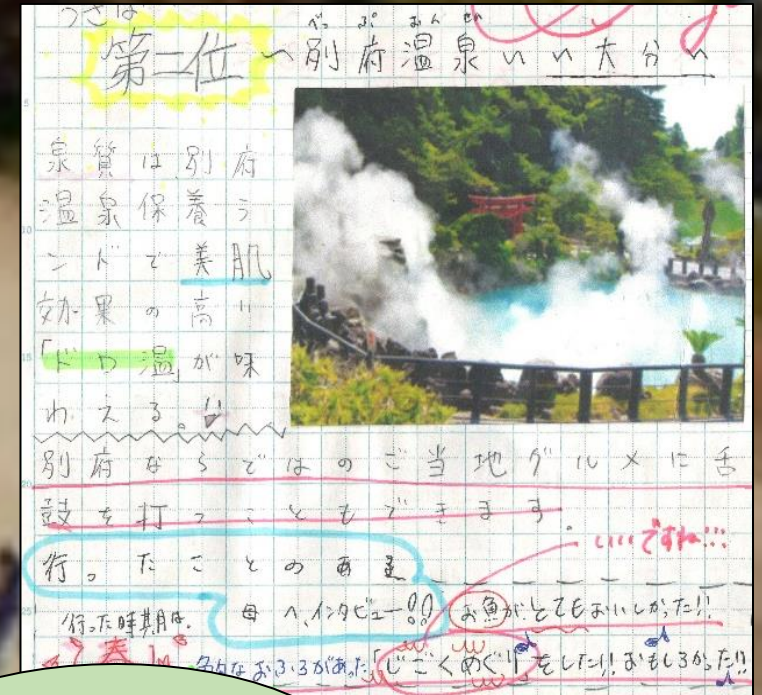 べっぷおんせん
第二位 〜別府温泉〜〜大分〜
泉質は別府
温泉保養ラ
ンドで美肌
効果の高い
「ドロ温」が味
わえる。
別府ならではのご当地グルメに舌
鼓を打つこともできます。
いいですね!!!
行ったことのある
母へインタビュー!!
お魚がとてもおいしかった!!
行った時期は、
春
色々なおふろがあった
「じごくめぐり」をした!! おもしろかった!!